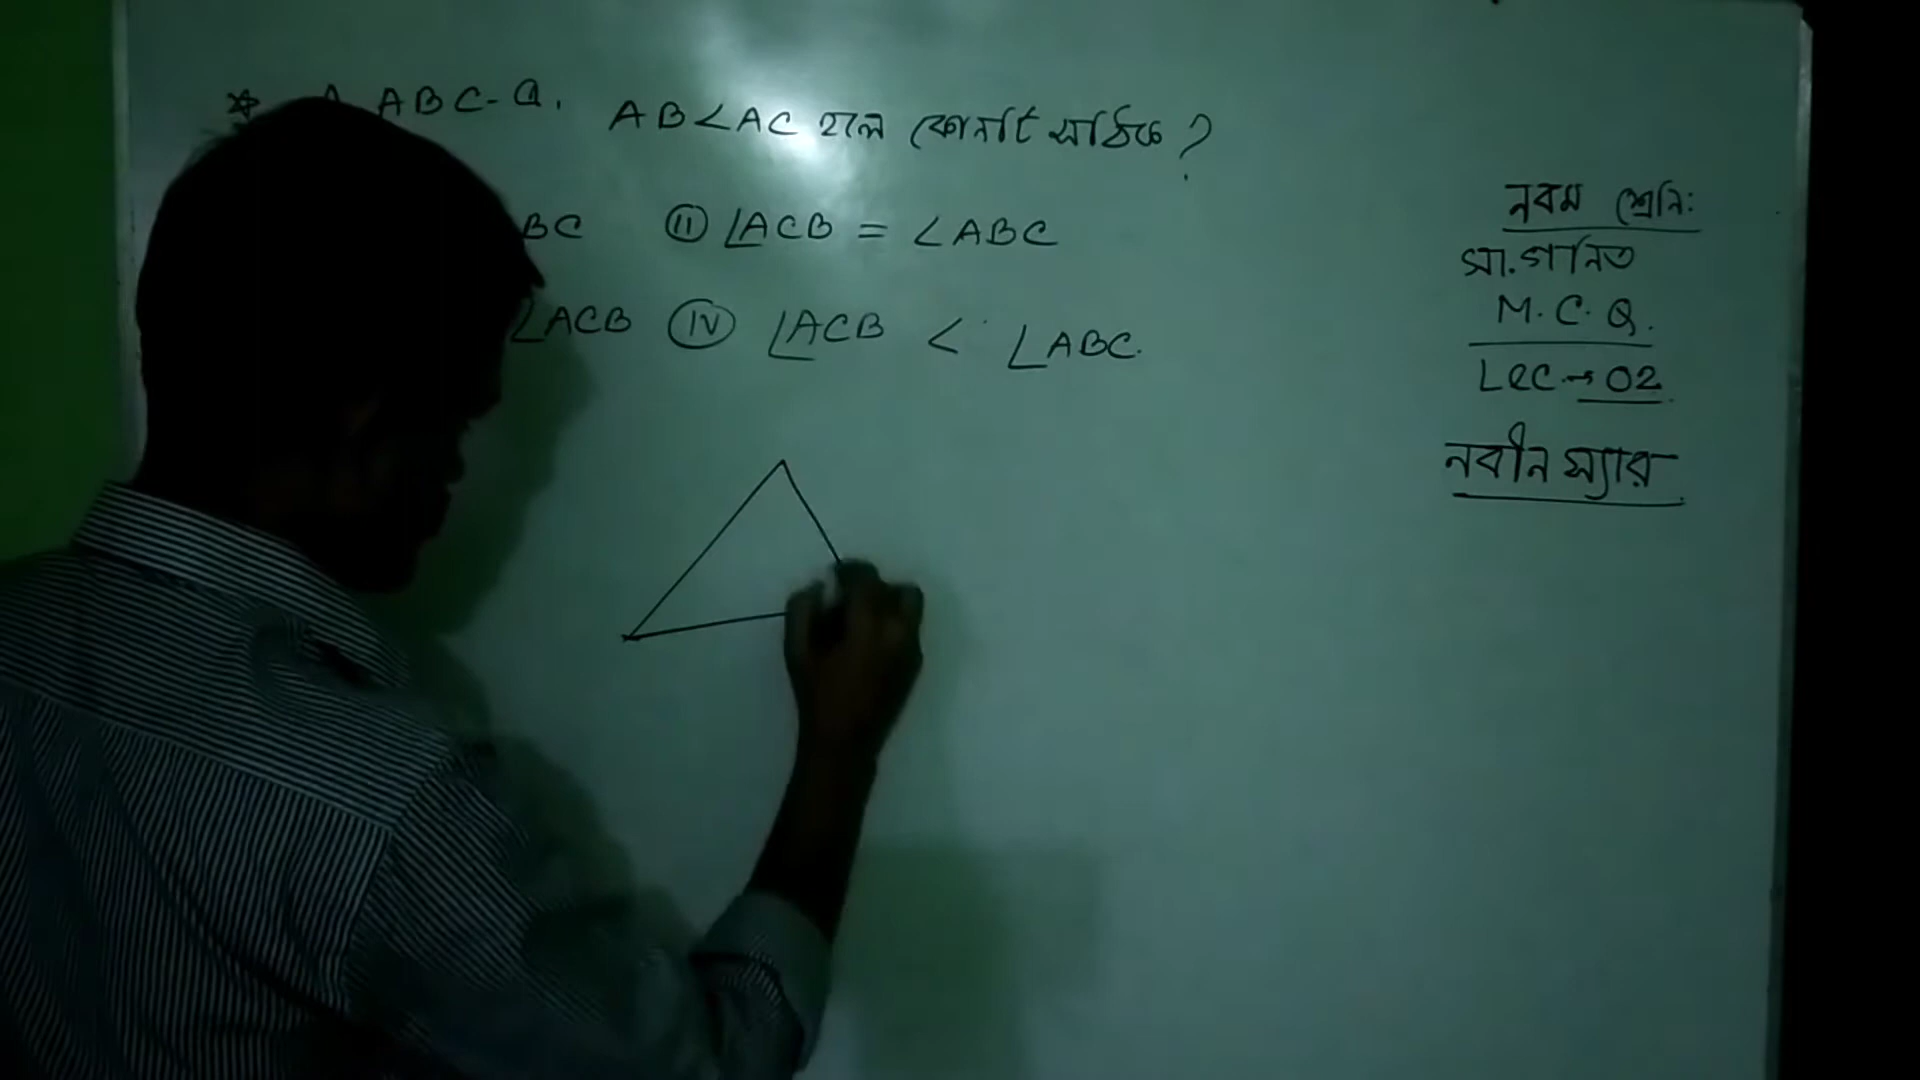 ABC-এ, AB<AC হলে কোনটি সঠিক ?
BC ⅱ ∠ACB = ∠ABC
∠ACB ⅳ ∠ACB < ∠ABC.
নবম শ্রেনি:
সা. গনিত
M.C.Q.
Lec → 02
নবীন স্যার